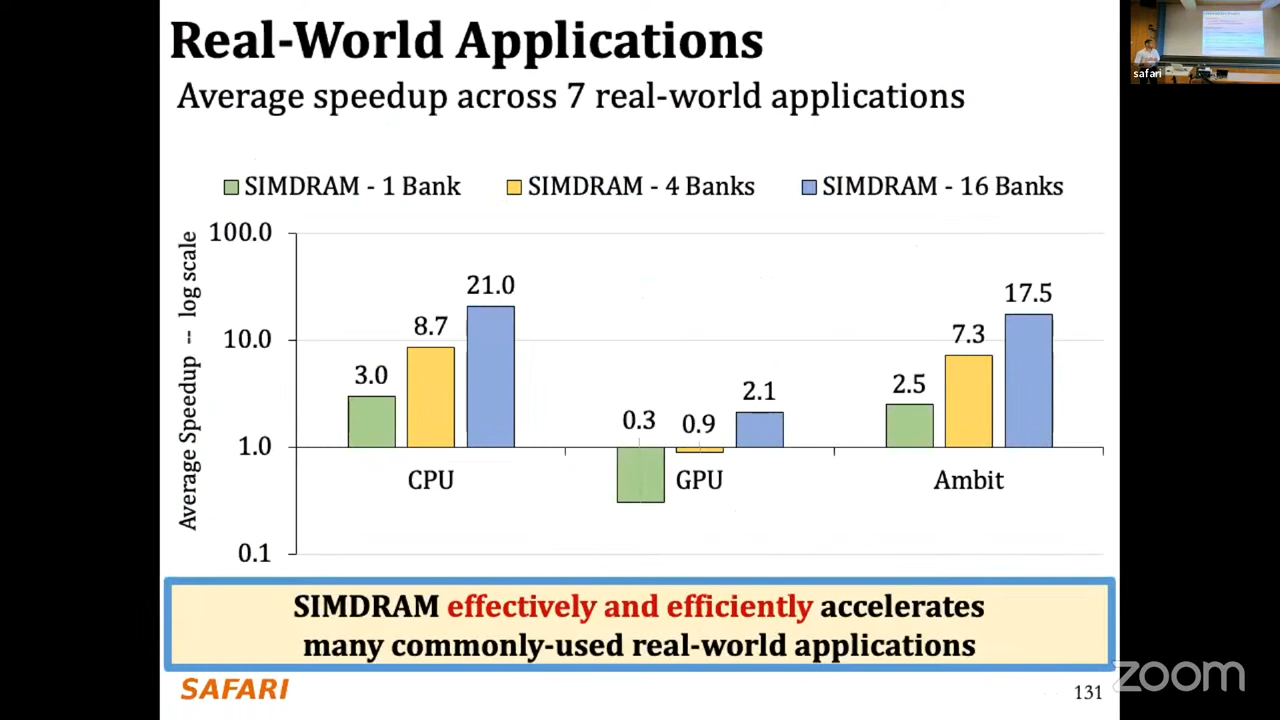 Real-World Applications
safari
Average speedup across 7 real-world applications
SIMDRAM - 1 Bank
SIMDRAM - 4 Banks
SIMDRAM - 16 Banks
Average Speedup -- log scale
100.0
10.0
1.0
0.1
3.0
8.7
21.0
0.3
0.9
2.1
2.5
7.3
17.5
CPU
GPU
Ambit
SIMDRAM effectively and efficiently accelerates
many commonly-used real-world applications
SAFARI
131
zoom